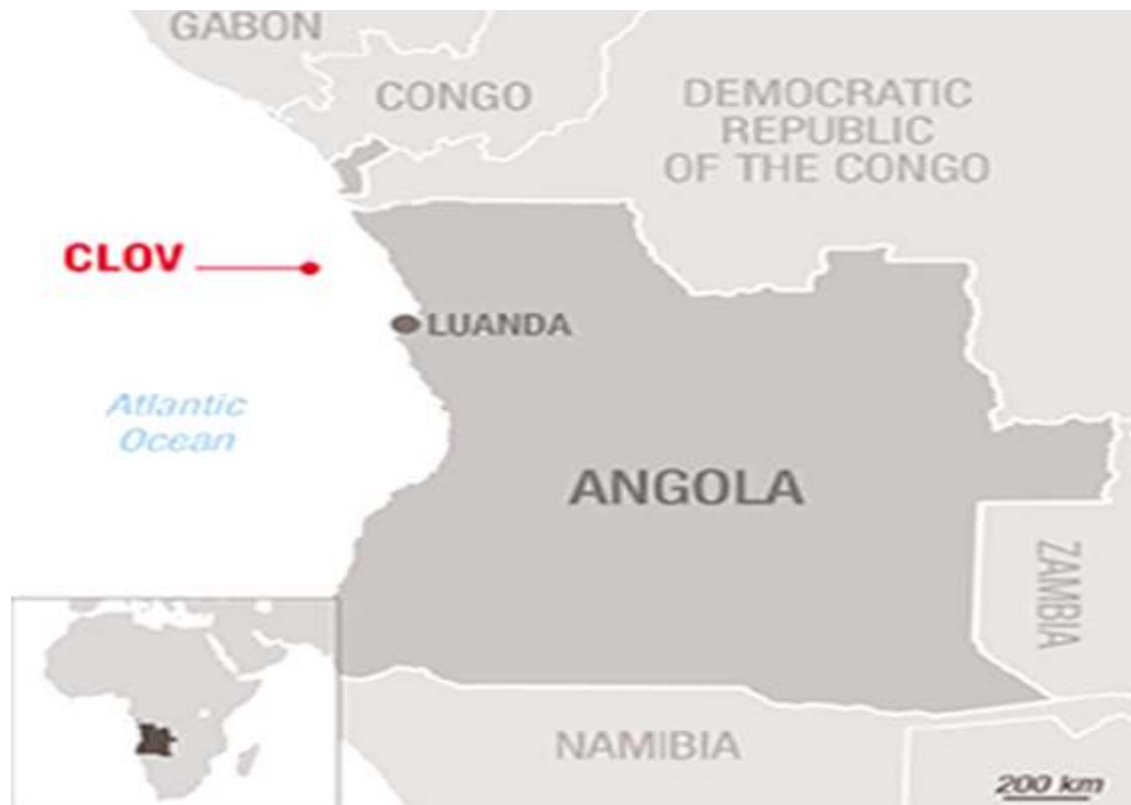 GABON
CONGO
DEMOCRATIC
REPUBLIC
OF THE CONGO
CLOV
LUANDA
Atlantic
Ocean
ANGOLA
ZAMBIA
NAMIBIA
200 km